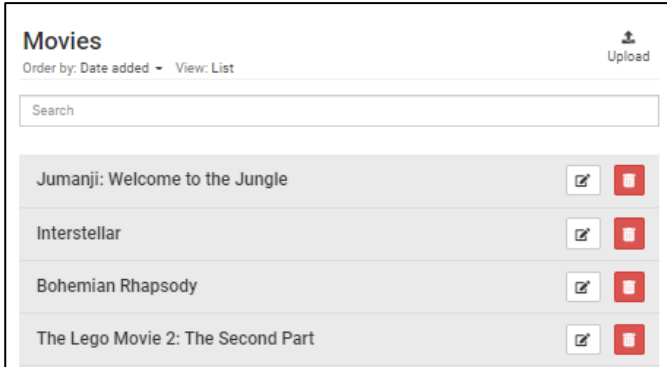 Movies
Upload
Order by: Date added View: List
Search
Jumanji: Welcome to the Jungle
Interstellar
Bohemian Rhapsody
The Lego Movie 2: The Second Part